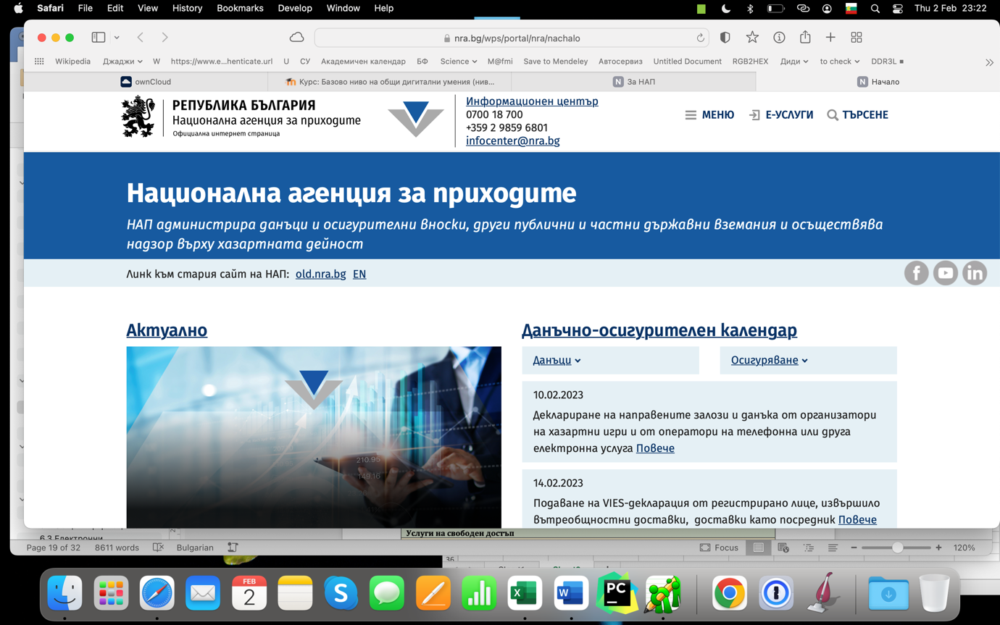 Safari File Edit View History Bookmarks Develop Window Help
Thu 2 Feb 23:22
nra.bg/wps/portal/nra/nachalo
Wikipedia Джаджи W https://www.e...henticate.url U СУ Академичен календар БФ Science M@fmi Save to Mendeley Автосервиз Untitled Document RGB2HEX Диди to check DDR3L
ownCloud
Курс: Базово ниво на общи дигитални умения (нив...
N За НАП
N Начало
РЕПУБЛИКА БЪЛГАРИЯ
Национална агенция за приходите
Официална интернет страница
Информационен център
0700 18 700
+359 2 9859 6801
infocenter@nra.bg
МЕНЮ Е-УСЛУГИ ТЪРСЕНЕ
Национална агенция за приходите
НАП администрира данъци и осигурителни вноски, други публични и частни държавни вземания и осъществява
надзор върху хазартната дейност
Линк към стария сайт на НАП: old.nra.bg EN
f in
Актуално
210.95
149.16
Данъчно-осигурителен календар
Данъци
Осигуряване
10.02.2023
Деклариране на направените залози и данъка от организатори
на хазартни игри и от оператори на телефонна или друга
електронна услуга Повече
14.02.2023
Подаване на VIES-декларация от регистрирано лице, извършило
вътреобщностни доставки, доставки като посредник Повече
6.3 Електронни
Услуги на свободен достъп
Page 19 of 32 8611 words Bulgarian Focus 120%
36
FEB
2
S
X
W
PC